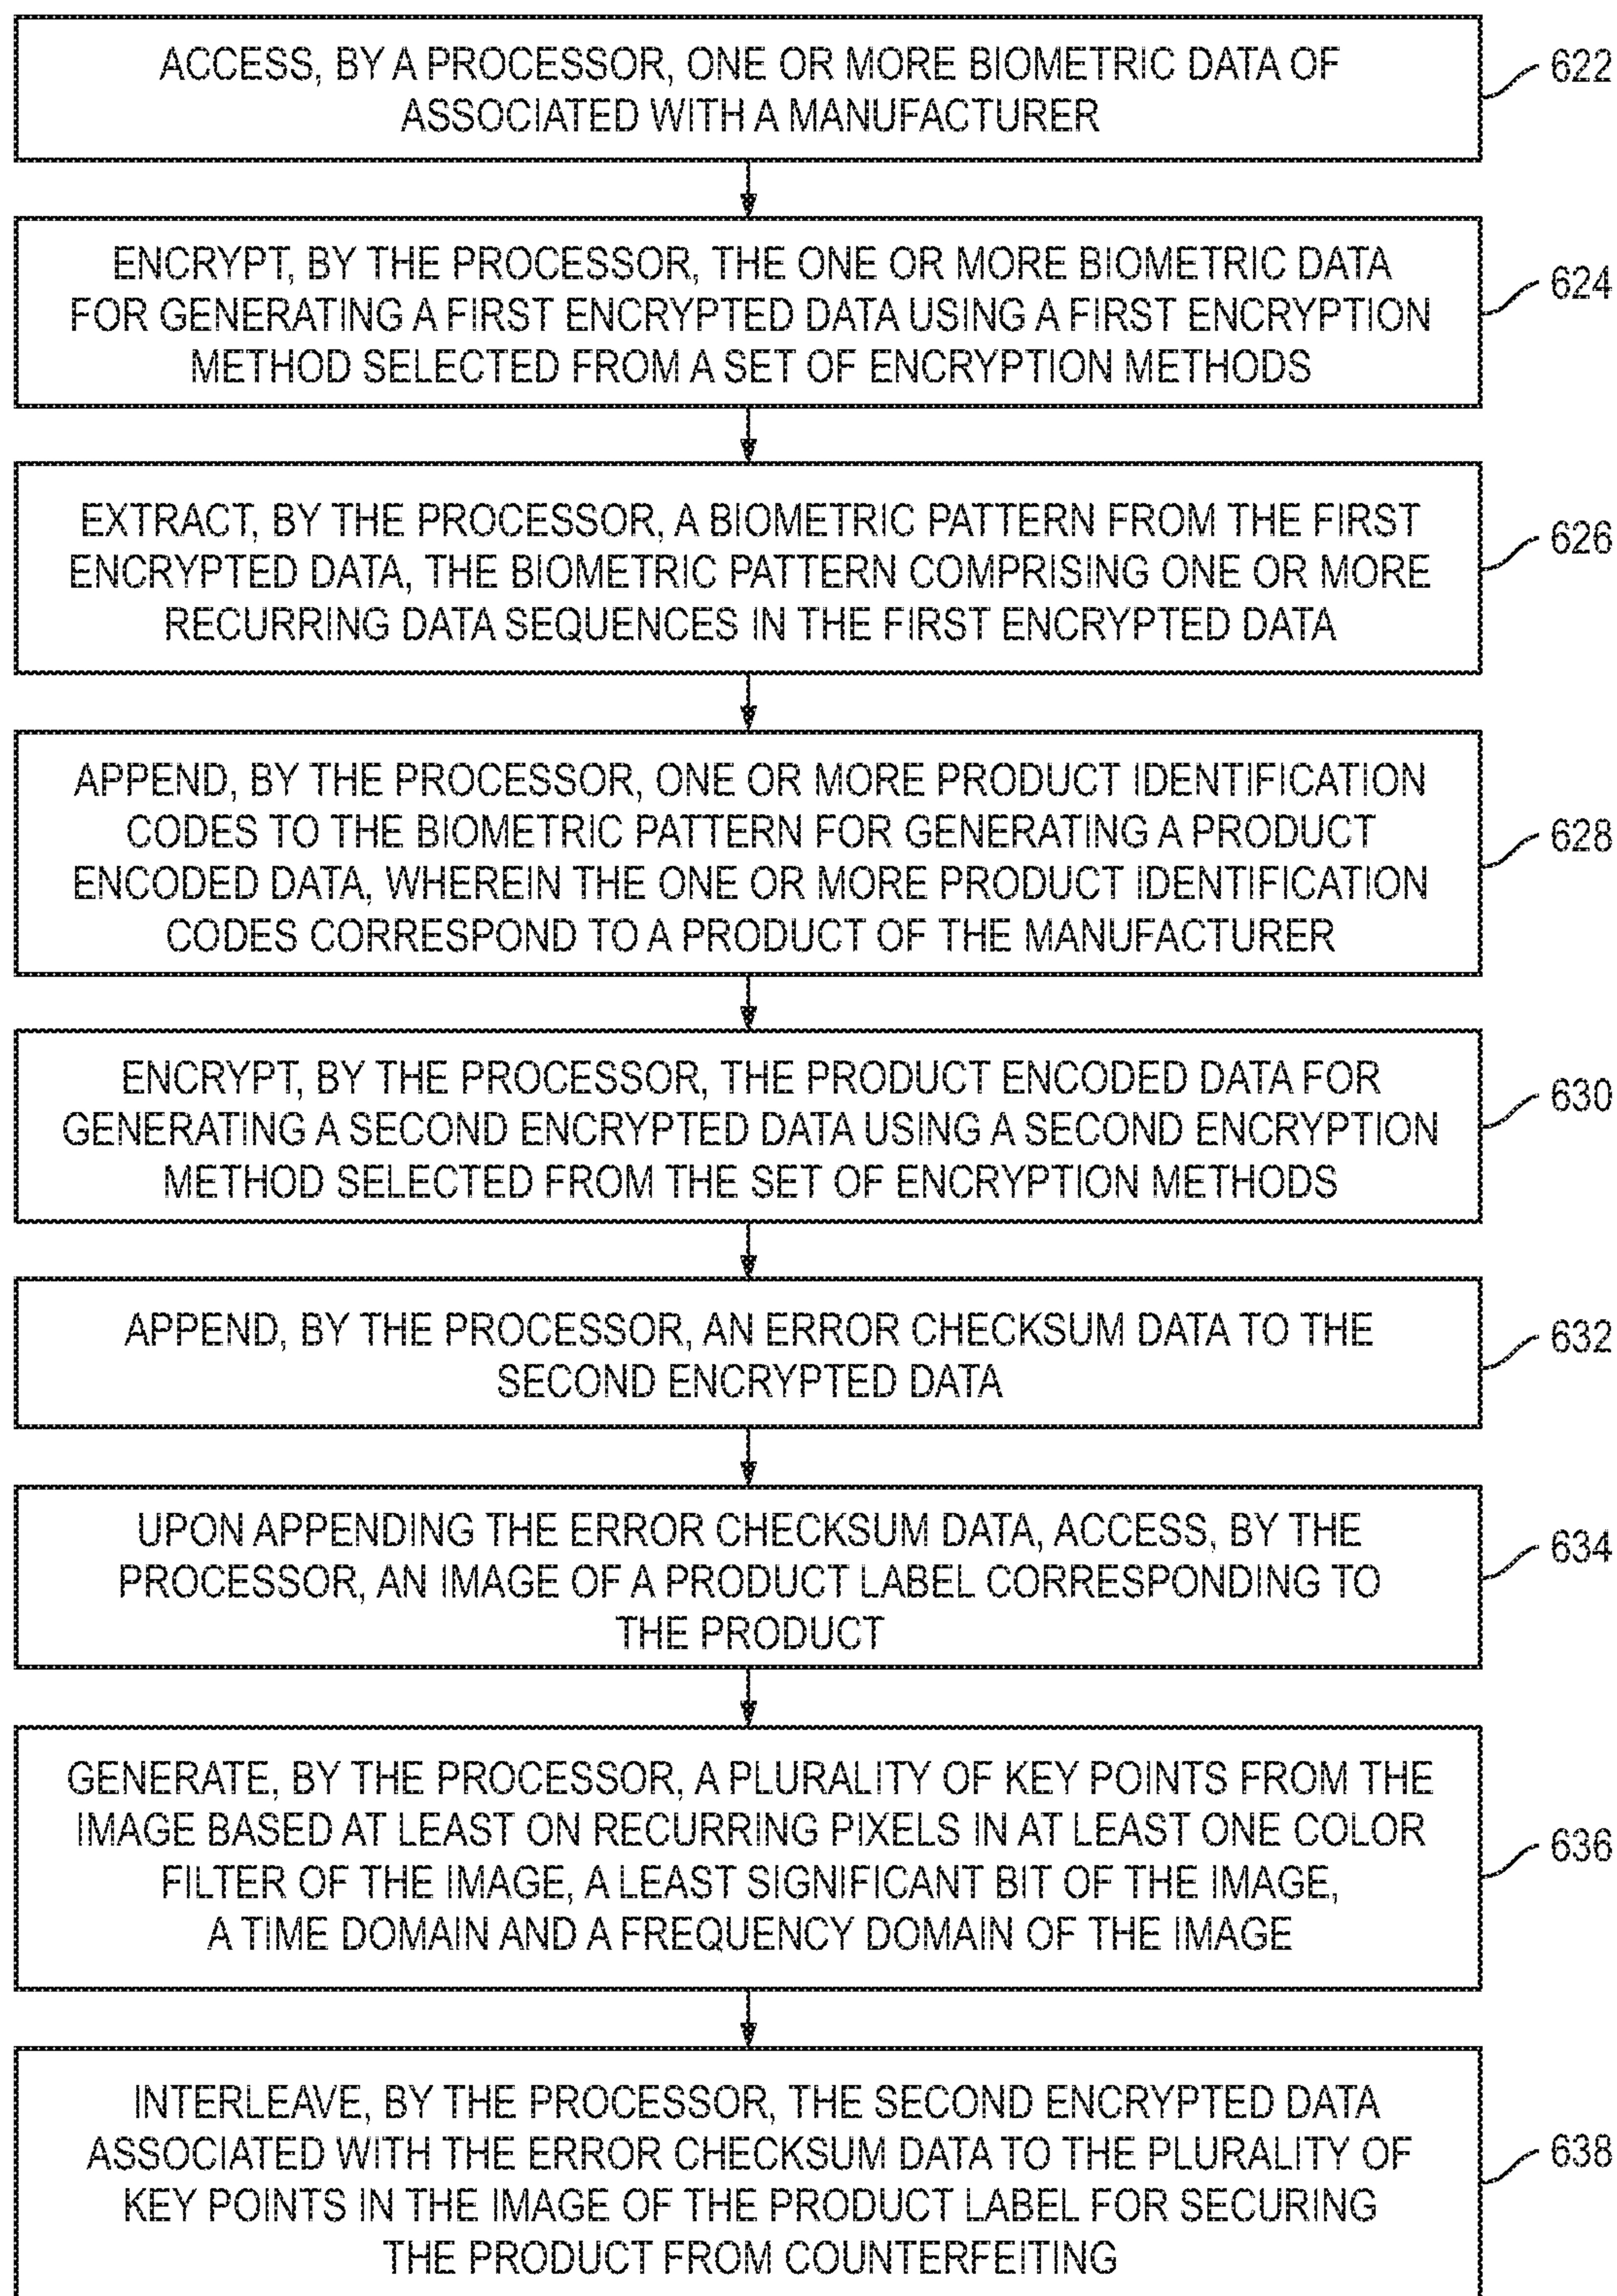 ACCESS, BY A PROCESSOR, ONE OR MORE BIOMETRIC DATA OF
ASSOCIATED WITH A MANUFACTURER
622
ENCRYPT, BY THE PROCESSOR, THE ONE OR MORE BIOMETRIC DATA
FOR GENERATING A FIRST ENCRYPTED DATA USING A FIRST ENCRYPTION
METHOD SELECTED FROM A SET OF ENCRYPTION METHODS
624
EXTRACT, BY THE PROCESSOR, A BIOMETRIC PATTERN FROM THE FIRST
ENCRYPTED DATA, THE BIOMETRIC PATTERN COMPRISING ONE OR MORE
RECURRING DATA SEQUENCES IN THE FIRST ENCRYPTED DATA
626
APPEND, BY THE PROCESSOR, ONE OR MORE PRODUCT IDENTIFICATION
CODES TO THE BIOMETRIC PATTERN FOR GENERATING A PRODUCT
ENCODED DATA, WHEREIN THE ONE OR MORE PRODUCT IDENTIFICATION
CODES CORRESPOND TO A PRODUCT OF THE MANUFACTURER
628
ENCRYPT, BY THE PROCESSOR, THE PRODUCT ENCODED DATA FOR
GENERATING A SECOND ENCRYPTED DATA USING A SECOND ENCRYPTION
METHOD SELECTED FROM THE SET OF ENCRYPTION METHODS
630
APPEND, BY THE PROCESSOR, AN ERROR CHECKSUM DATA TO THE
SECOND ENCRYPTED DATA
632
UPON APPENDING THE ERROR CHECKSUM DATA, ACCESS, BY THE
PROCESSOR, AN IMAGE OF A PRODUCT LABEL CORRESPONDING TO
THE PRODUCT
634
GENERATE, BY THE PROCESSOR, A PLURALITY OF KEY POINTS FROM THE
IMAGE BASED AT LEAST ON RECURRING PIXELS IN AT LEAST ONE COLOR
FILTER OF THE IMAGE, A LEAST SIGNIFICANT BIT OF THE IMAGE,
A TIME DOMAIN AND A FREQUENCY DOMAIN OF THE IMAGE
636
INTERLEAVE, BY THE PROCESSOR, THE SECOND ENCRYPTED DATA
ASSOCIATED WITH THE ERROR CHECKSUM DATA TO THE PLURALITY OF
KEY POINTS IN THE IMAGE OF THE PRODUCT LABEL FOR SECURING
THE PRODUCT FROM COUNTERFEITING
638